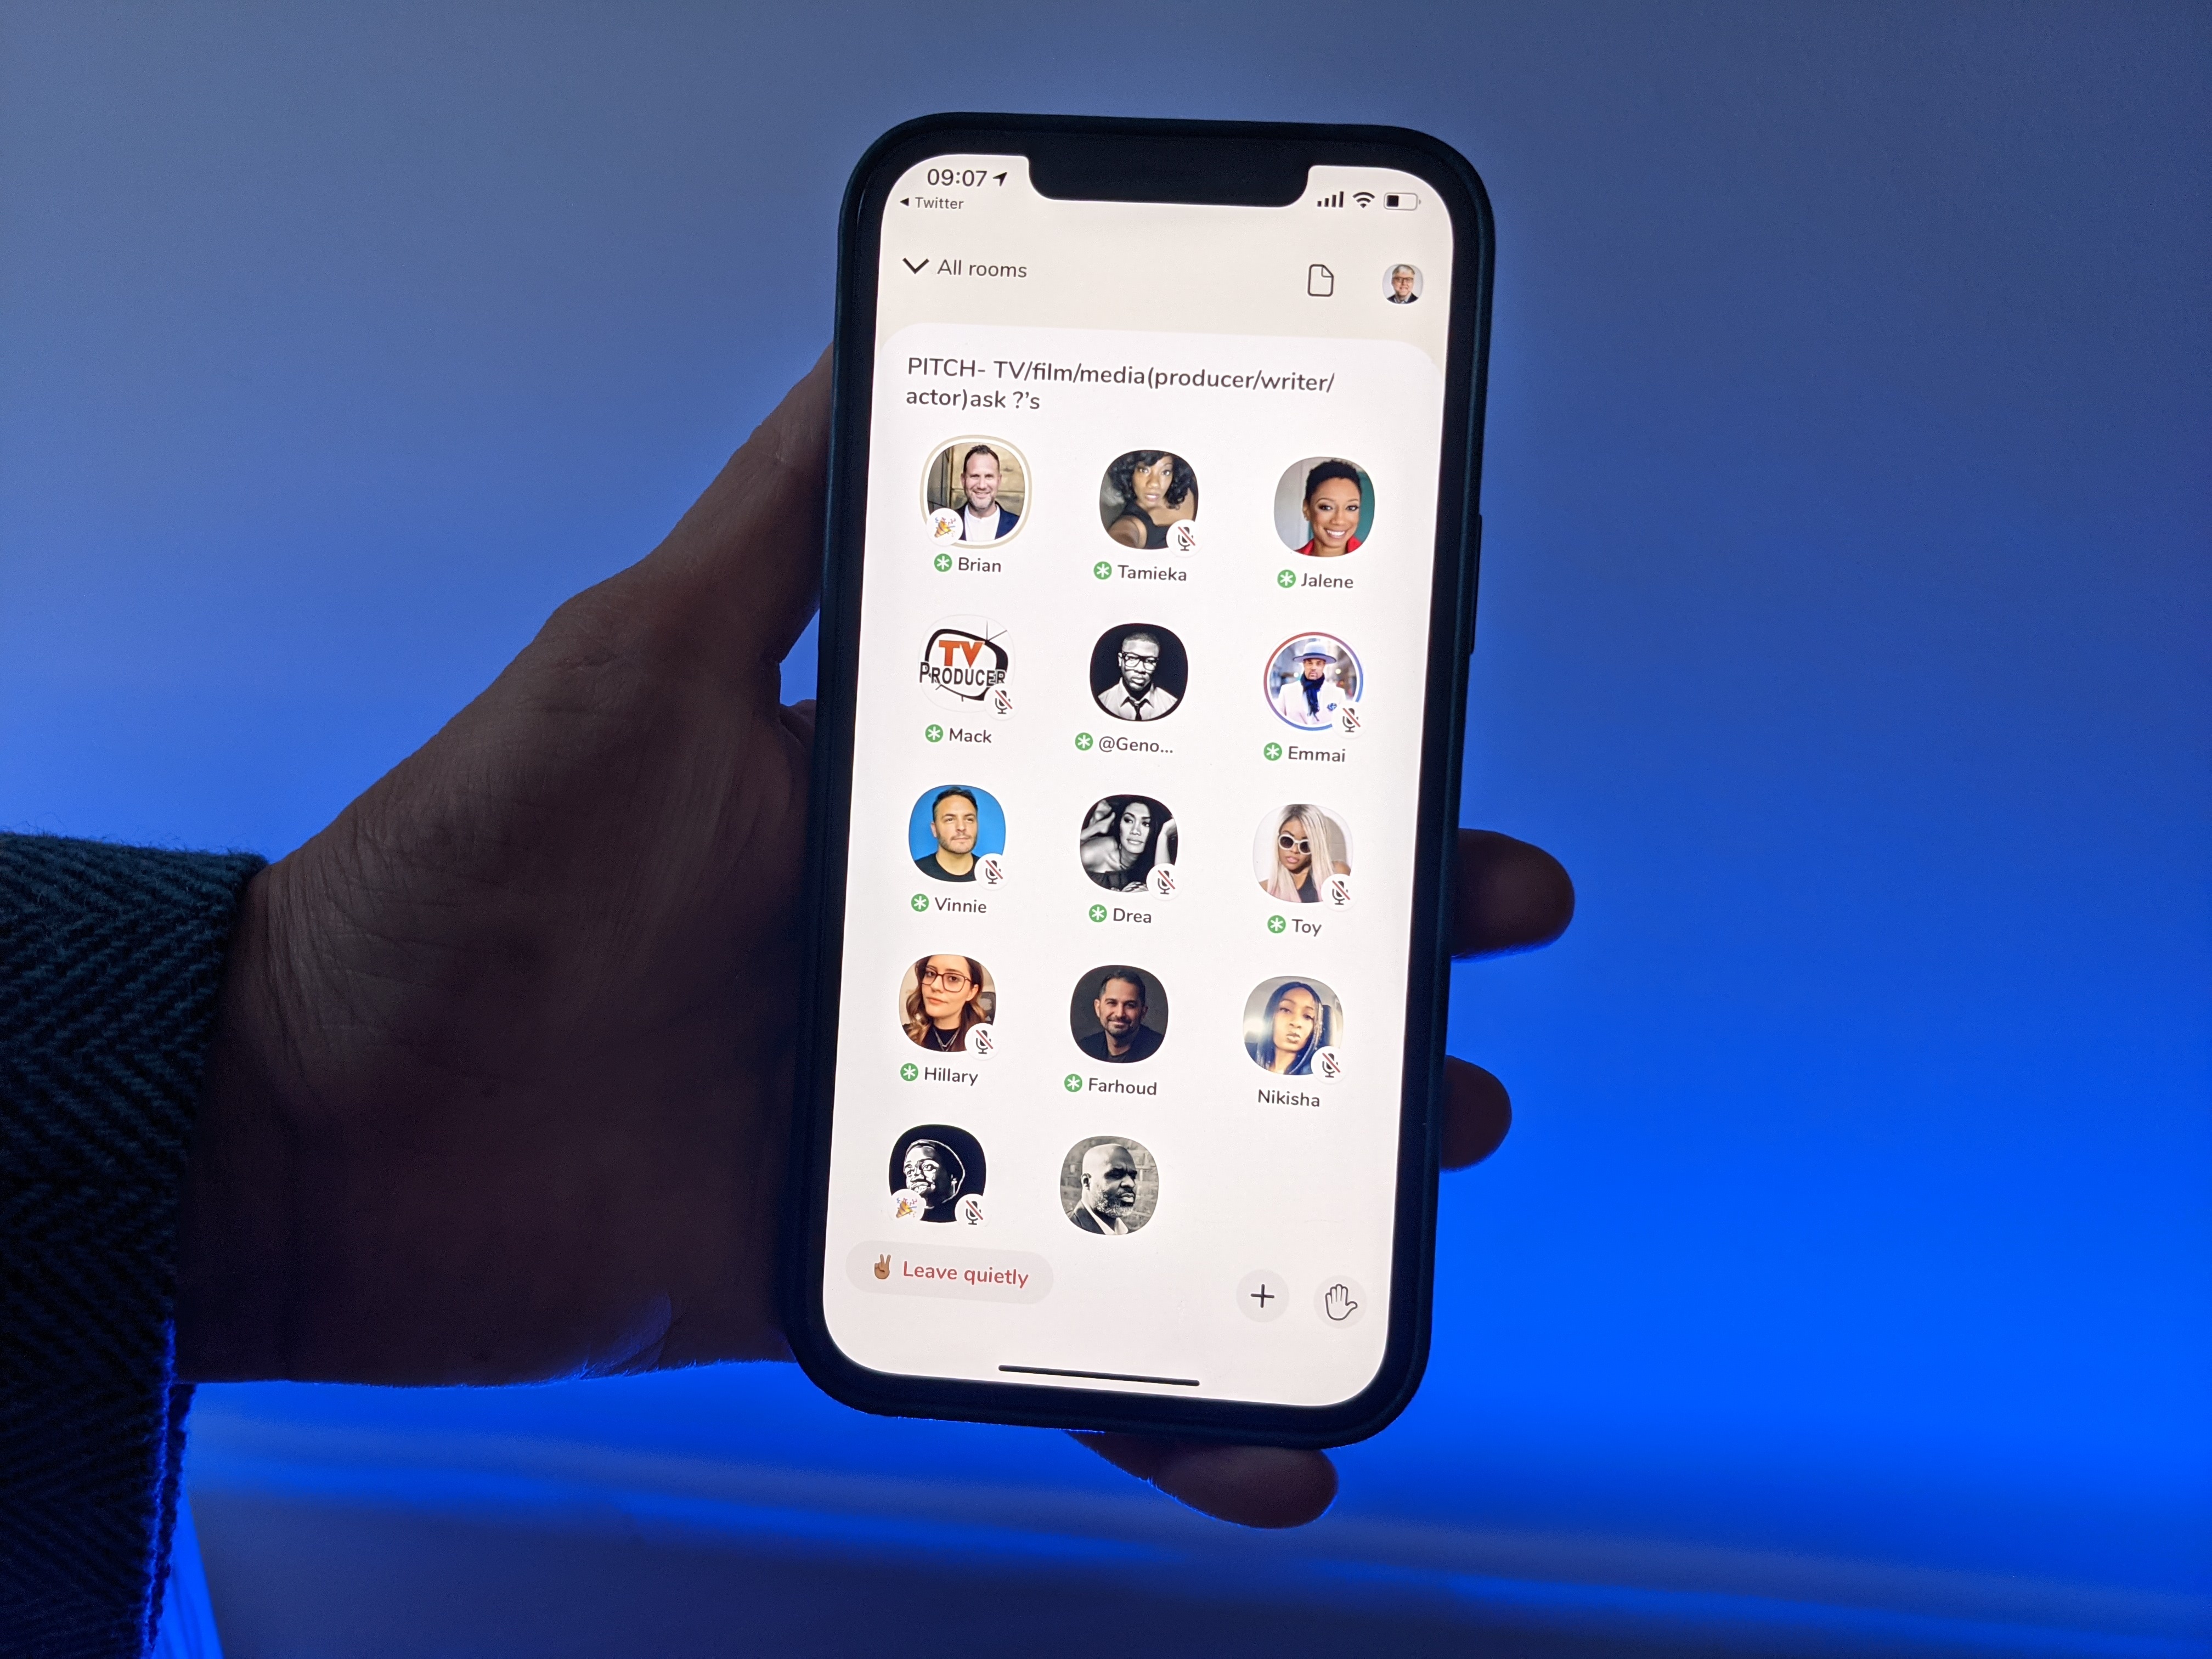 09:07
Twitter
All rooms
PITCH- TV/film/media(producer/writer/
actor)ask ?'s
Brian
Tamieka
Jalene
TV
PRODUCER
Mack
@Geno...
Emmai
Vinnie
Drea
Toy
Hillary
Farhoud
Nikisha
Leave quietly